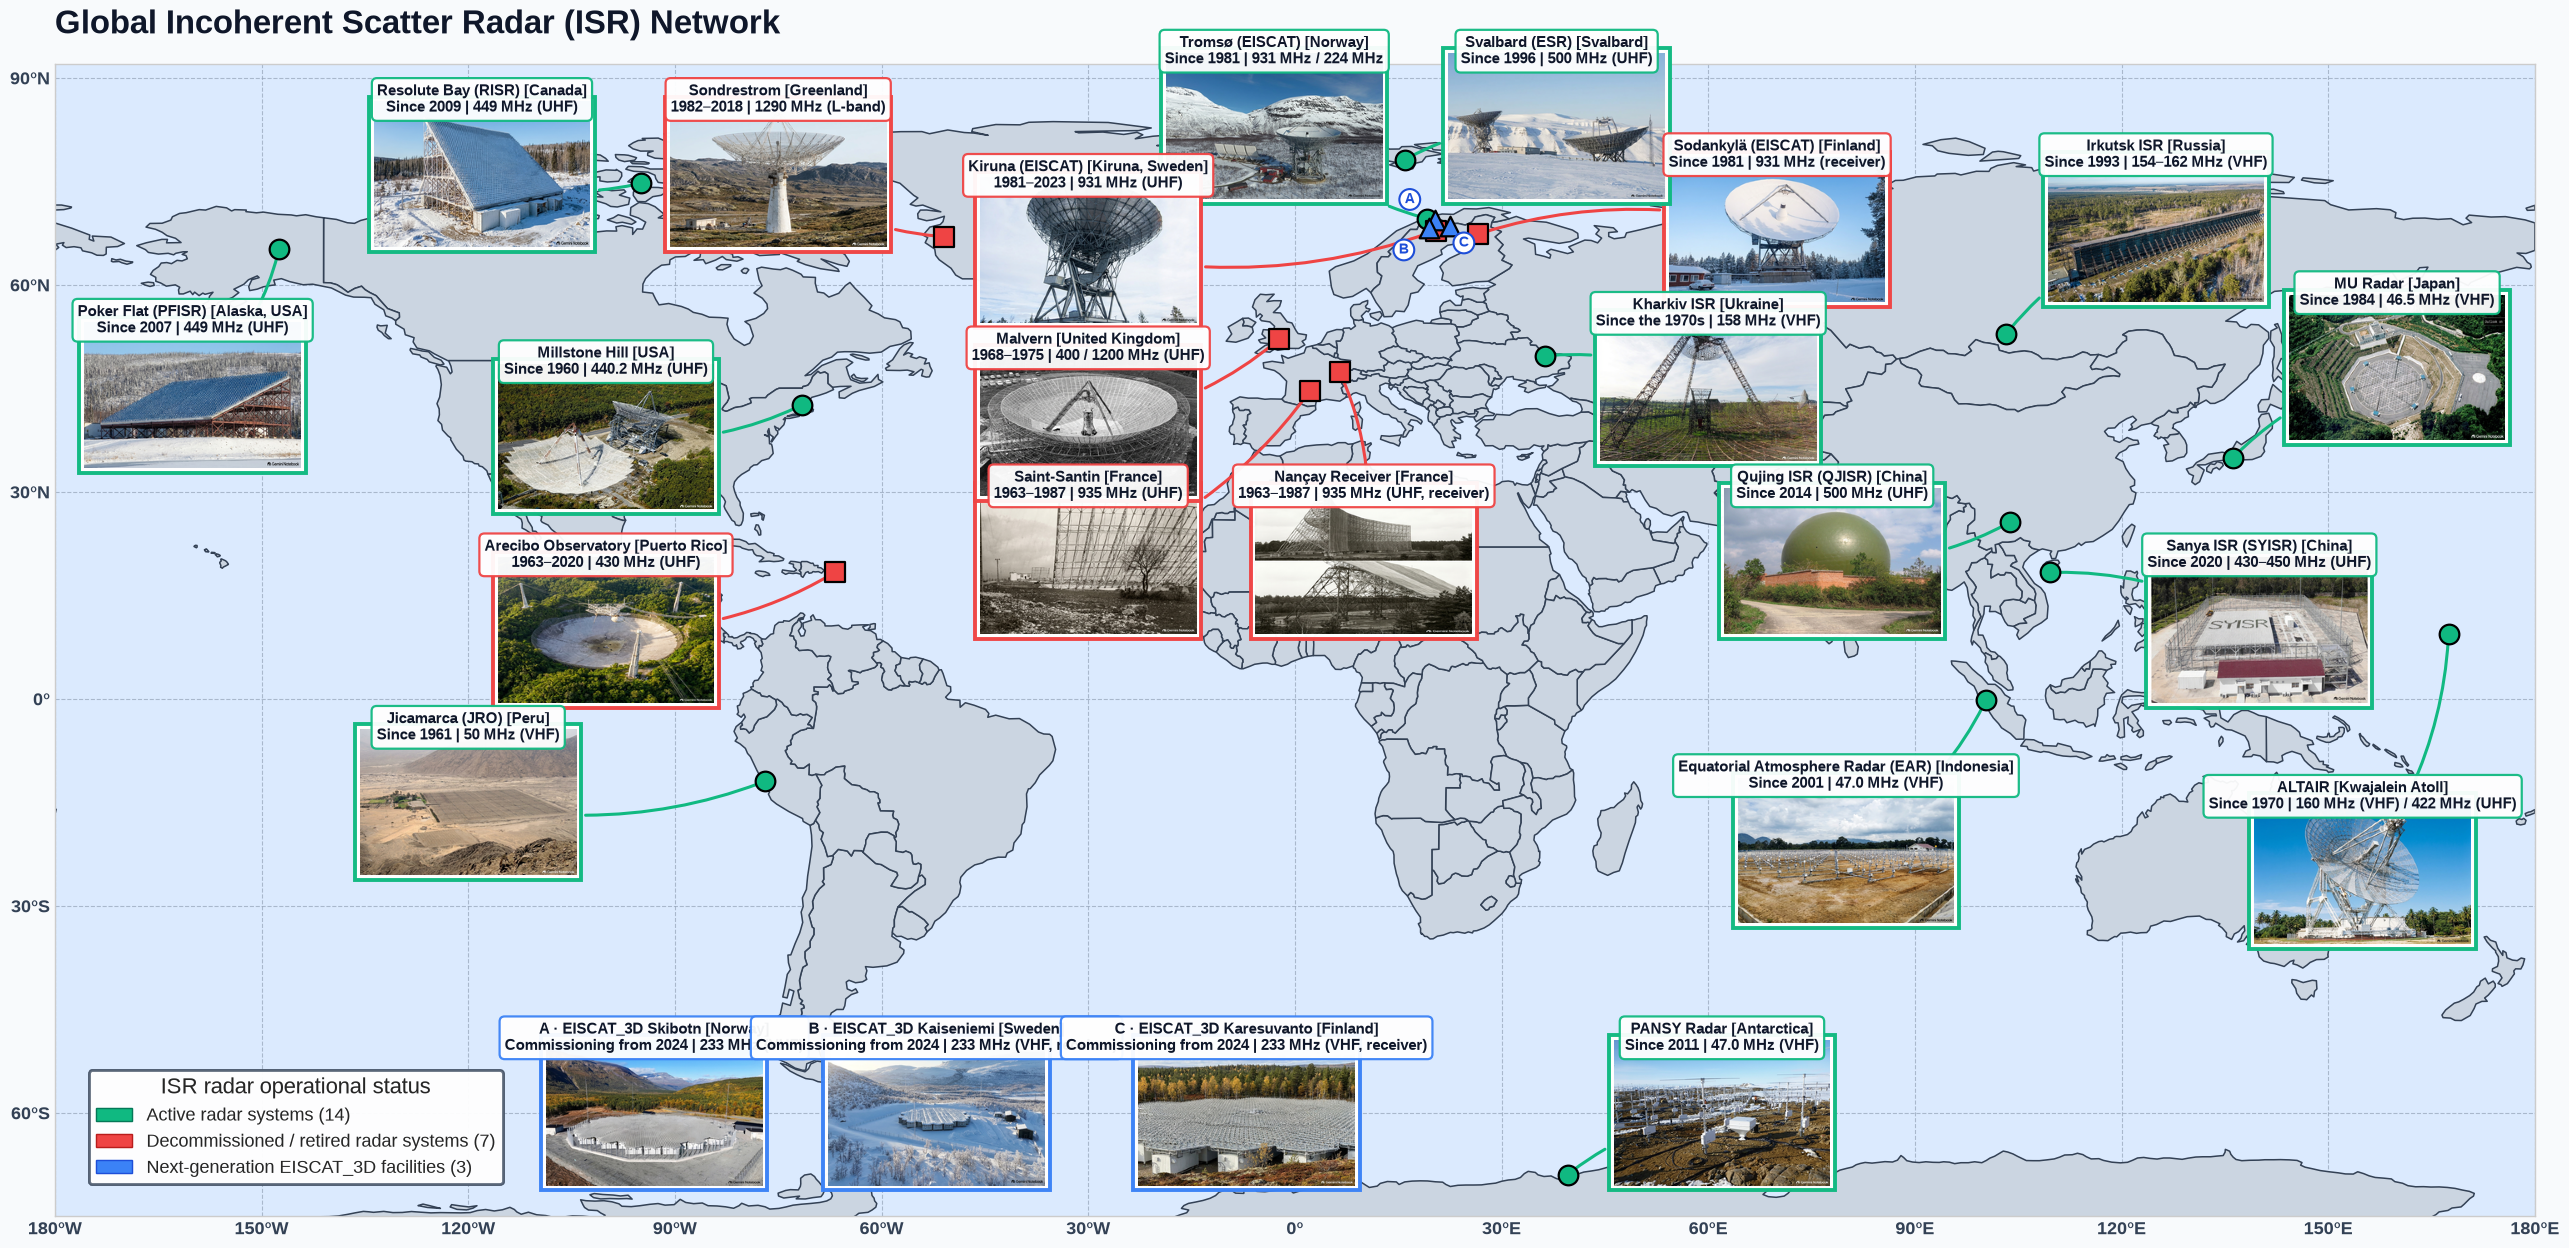 Global Incoherent Scatter Radar (ISR) Network
Tromsø (EISCAT) [Norway]
Since 1981 | 931 MHz / 224 MHz
Svalbard (ESR) [Svalbard]
Since 1996 | 500 MHz (UHF)
Resolute Bay (RISR) [Canada]
Since 2009 | 449 MHz (UHF)
Sondrestrom [Greenland]
1982–2018 | 1290 MHz (L-band)
Kiruna (EISCAT) [Kiruna, Sweden]
1981–2023 | 931 MHz (UHF)
Sodankylä (EISCAT) [Finland]
Since 1981 | 931 MHz (receiver)
Irkutsk ISR [Russia]
Since 1993 | 154–162 MHz (VHF)
A
B
C
Poker Flat (PFISR) [Alaska, USA]
Since 2007 | 449 MHz (UHF)
Millstone Hill [USA]
Since 1960 | 440.2 MHz (UHF)
Malvern [United Kingdom]
1968–1975 | 400 / 1200 MHz (UHF)
Kharkiv ISR [Ukraine]
Since the 1970s | 158 MHz (VHF)
MU Radar [Japan]
Since 1984 | 46.5 MHz (VHF)
Saint-Santin [France]
1963–1987 | 935 MHz (UHF)
Nançay Receiver [France]
1963–1987 | 935 MHz (UHF, receiver)
Qujing ISR (QJISR) [China]
Since 2014 | 500 MHz (UHF)
Arecibo Observatory [Puerto Rico]
1963–2020 | 430 MHz (UHF)
Sanya ISR (SYISR) [China]
Since 2020 | 430–450 MHz (UHF)
SYISR
Jicamarca (JRO) [Peru]
Since 1961 | 50 MHz (VHF)
Equatorial Atmosphere Radar (EAR) [Indonesia]
Since 2001 | 47.0 MHz (VHF)
ALTAIR [Kwajalein Atoll]
Since 1970 | 160 MHz (VHF) / 422 MHz (UHF)
A · EISCAT_3D Skibotn [Norway]
Commissioning from 2024 | 233 MH
B · EISCAT_3D Kaiseniemi [Sweden
Commissioning from 2024 | 233 MHz (VHF, r
C · EISCAT_3D Karesuvanto [Finland]
Commissioning from 2024 | 233 MHz (VHF, receiver)
PANSY Radar [Antarctica]
Since 2011 | 47.0 MHz (VHF)
ISR radar operational status
Active radar systems (14)
Decommissioned / retired radar systems (7)
Next-generation EISCAT_3D facilities (3)
90°N
60°N
30°N
0°
30°S
60°S
180°W
150°W
120°W
90°W
60°W
30°W
0°
30°E
60°E
90°E
120°E
150°E
180°E